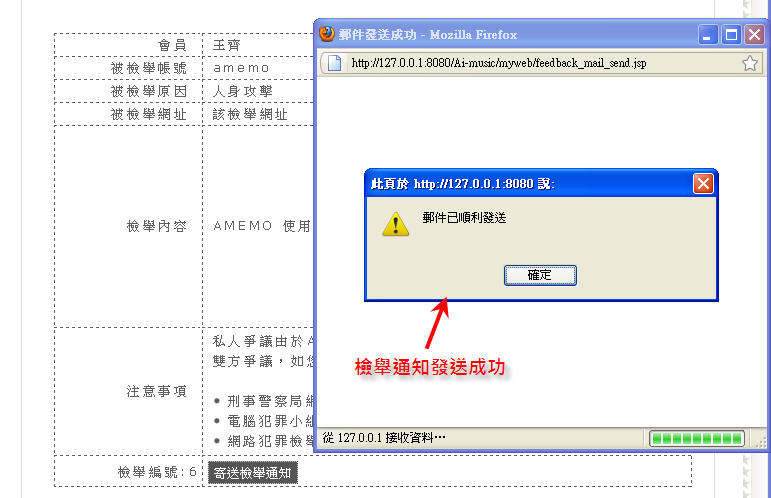 會員 王齊
被檢舉帳號 amemo
被檢舉原因 人身攻擊
被檢舉網址 該檢舉網址
檢舉內容 AMEMO 使用
注意事項
私人爭議由於A
雙方爭議，如您
• 刑事警察局網
• 電腦犯罪小組
• 網路犯罪檢舉
檢舉編號:6 寄送檢舉通知
郵件發送成功 - Mozilla Firefox
http://127.0.0.1:8080/Ai-music/myweb/feedback_mail_send.jsp
此頁於 http://127.0.0.1:8080 說:
郵件已順利發送
確定
檢舉通知發送成功
從 127.0.0.1 接收資料…